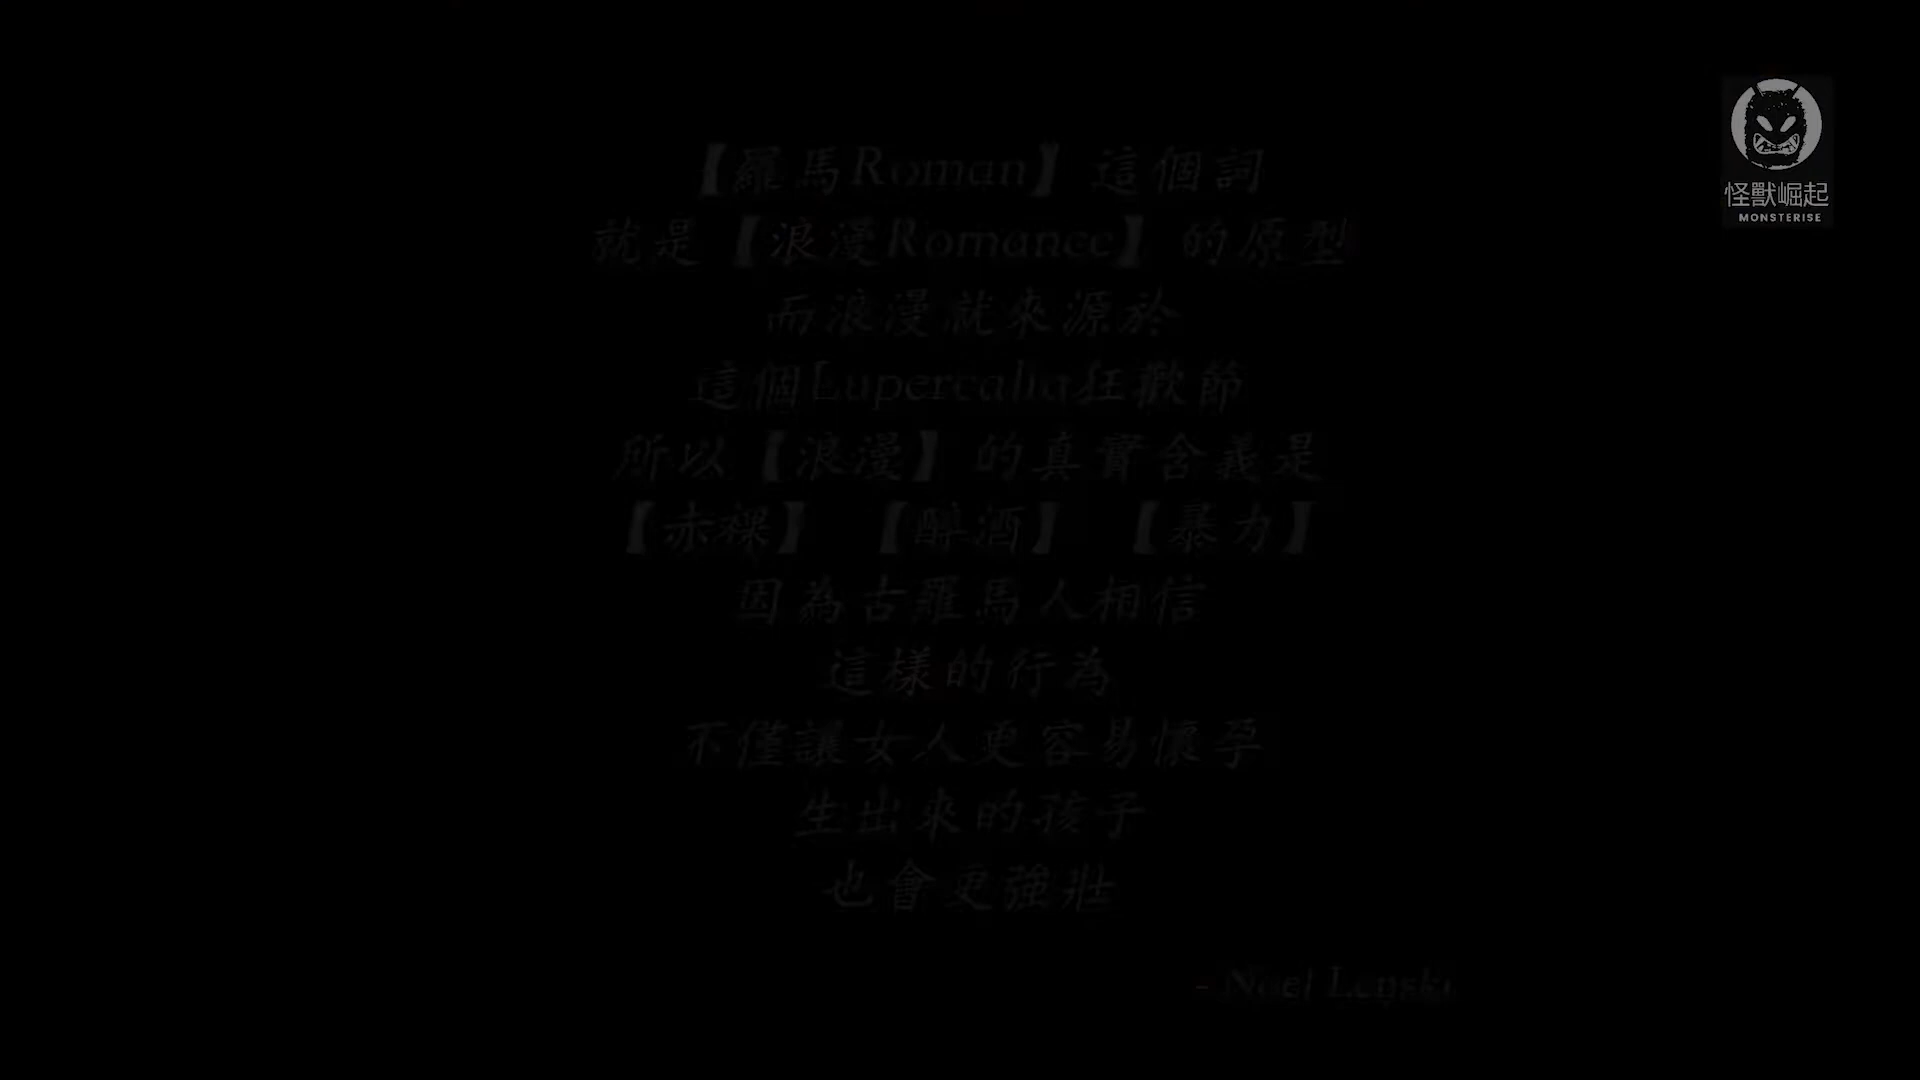 怪獸崛起
MONSTERISE
【羅馬Roman】這個詞
就是【浪漫Romance】的原型
而浪漫就來源於
這個Lupercalia狂歡節
所以【浪漫】的真實含義是
【赤裸】【醉酒】【暴力】
因為古羅馬人相信
這樣的行為
不僅讓女人更容易懷孕
生出來的孩子
也會更強壯
- Noel Lenski